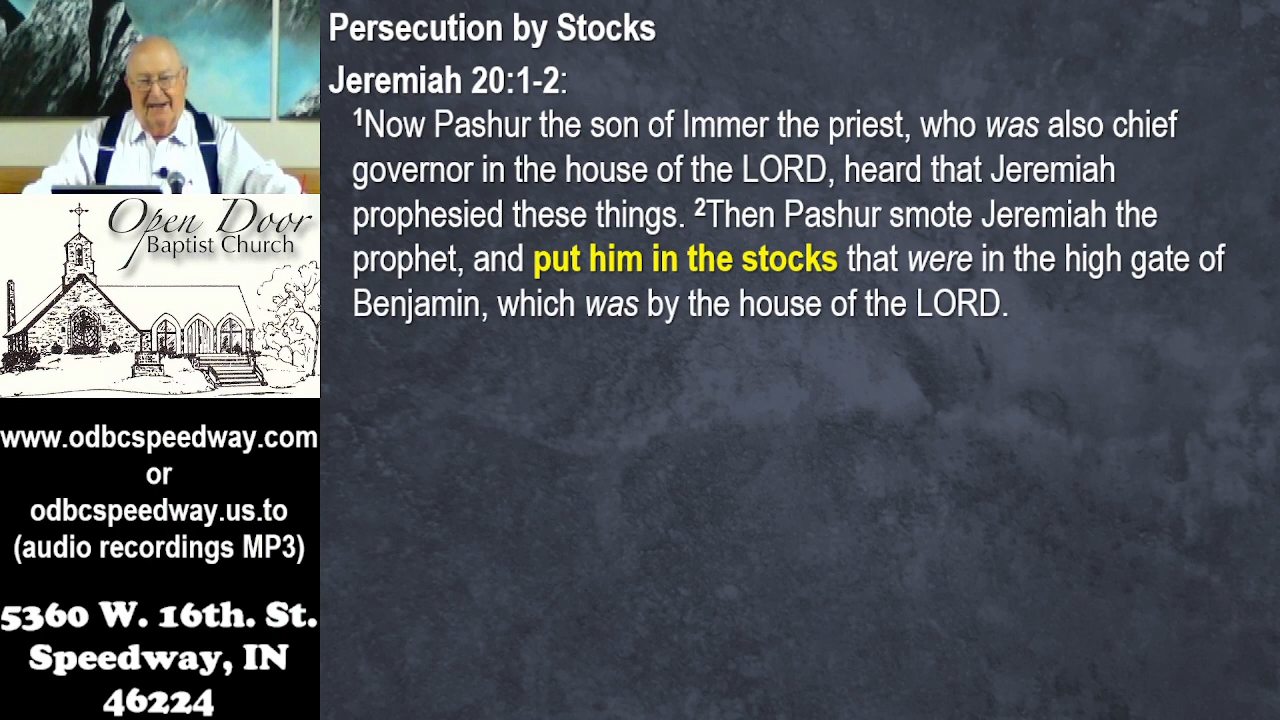 Persecution by Stocks
Jeremiah 20:1-2:
1Now Pashur the son of Immer the priest, who was also chief
governor in the house of the LORD, heard that Jeremiah
prophesied these things. 2Then Pashur smote Jeremiah the
prophet, and put him in the stocks that were in the high gate of
Benjamin, which was by the house of the LORD.
Open Door
Baptist Church
www.odbcspeedway.com
or
odbcspeedway.us.to
(audio recordings MP3)
5360 W. 16th. St.
Speedway, IN
46224